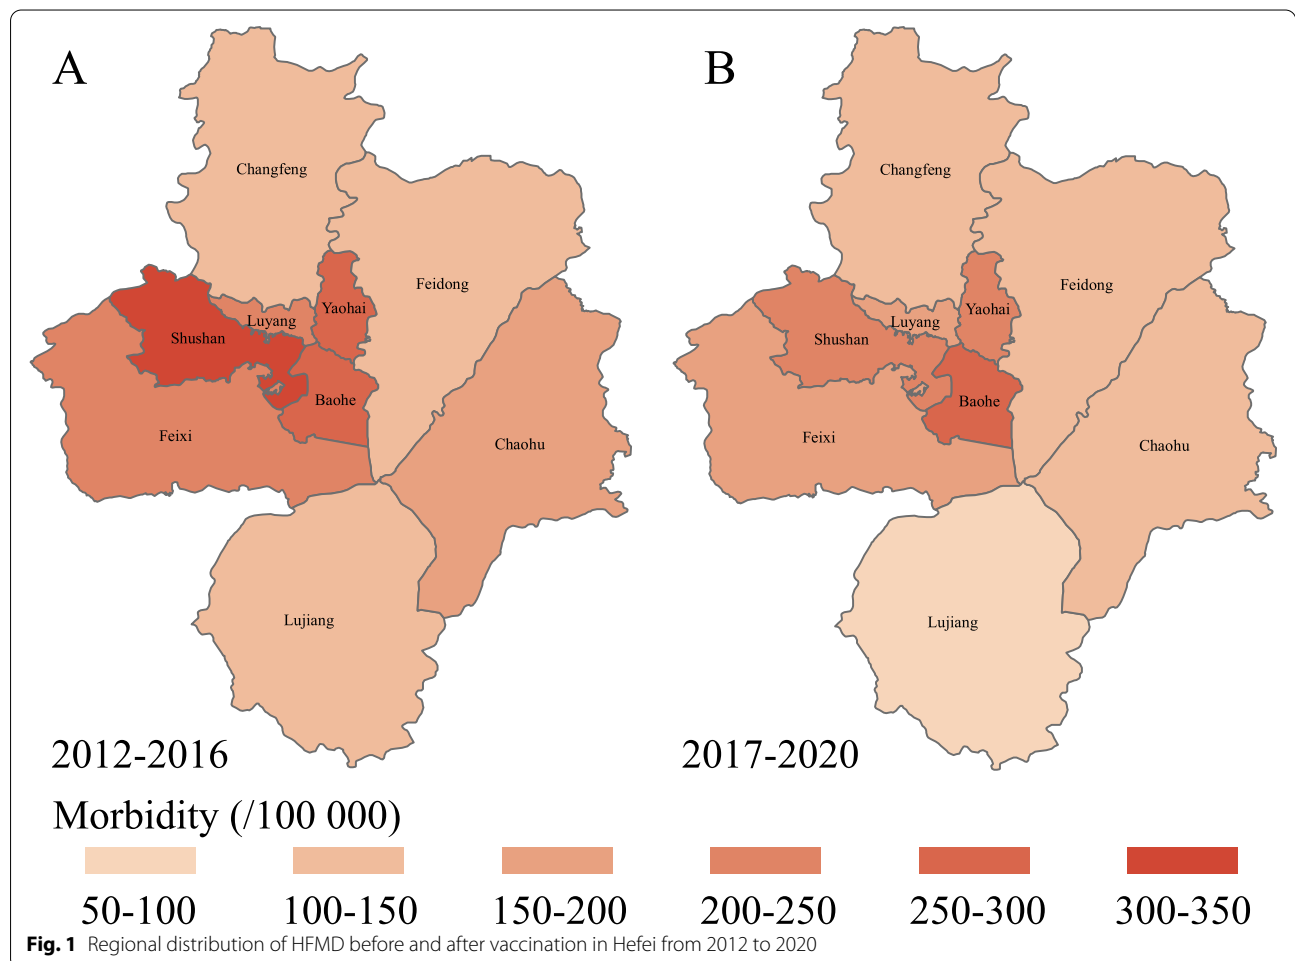 A
B
Changfeng
Feidong
Yaohai
Luyang
Shushan
Baohe
Feixi
Chaohu
Lujiang
2012-2016
Changfeng
Feidong
Yaohai
Luyang
Shushan
Baohe
Feixi
Chaohu
Lujiang
2017-2020
Morbidity (/100 000)
50-100 100-150 150-200 200-250 250-300 300-350
Fig. 1 Regional distribution of HFMD before and after vaccination in Hefei from 2012 to 2020